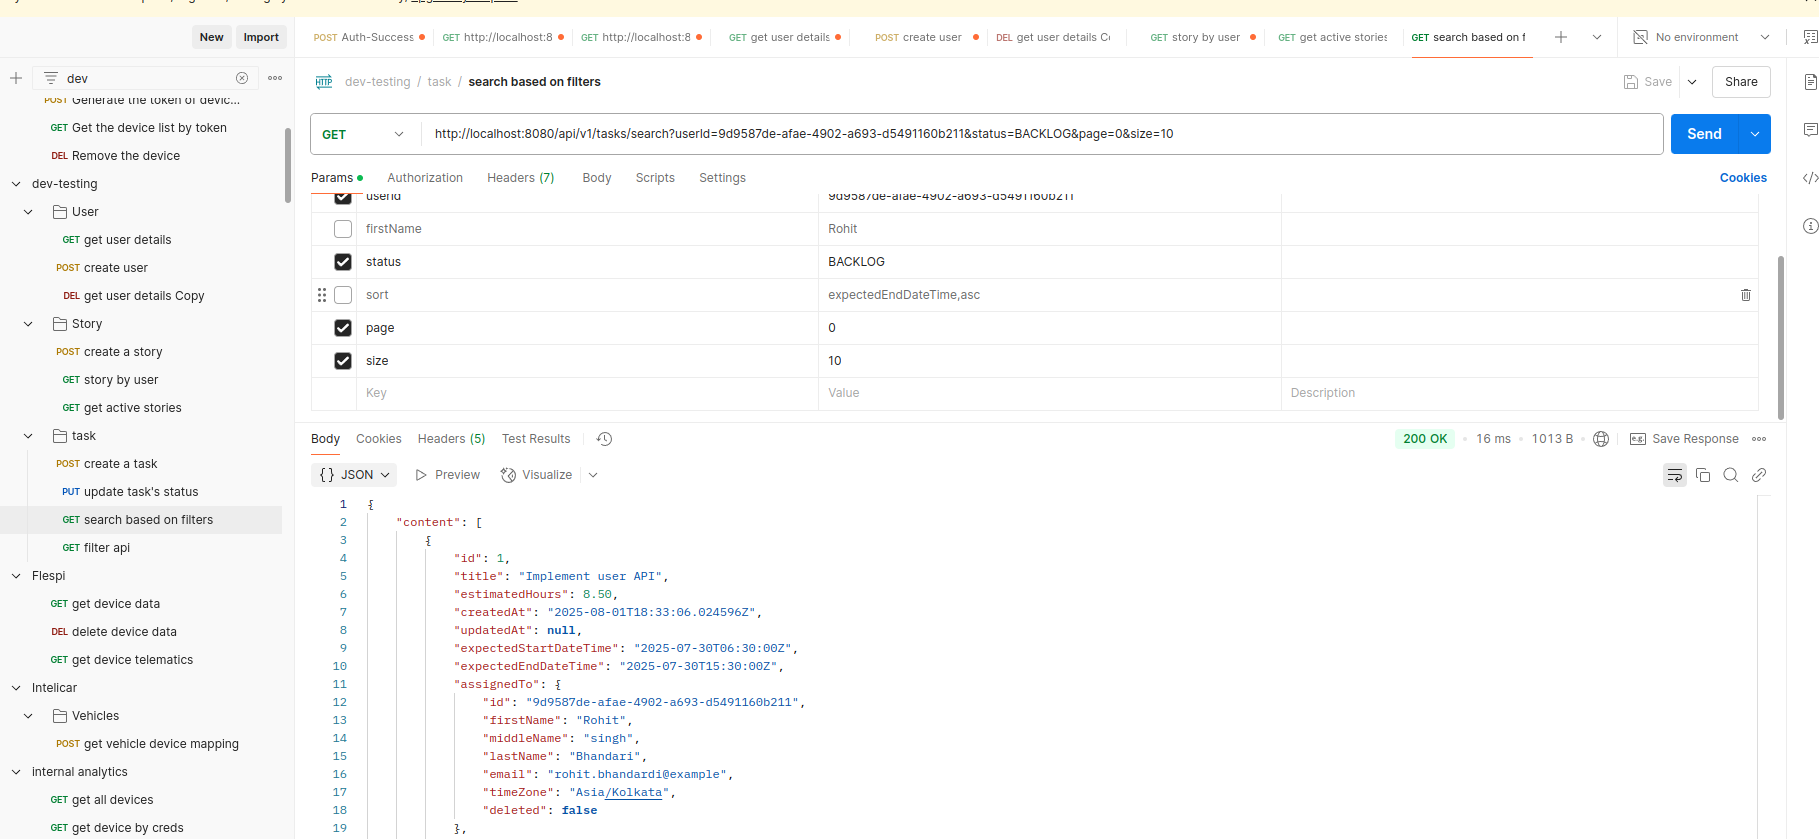 New
Import
POST Auth-Success
GET http://localhost:8
GET http://localhost:8
GET get user details
POST create user
DEL get user details C
GET story by user
GET get active stories
GET search based on f
No environment
dev
POST Generate the token of devic...
GET Get the device list by token
DEL Remove the device
dev-testing
User
GET get user details
POST create user
DEL get user details Copy
Story
POST create a story
GET story by user
GET get active stories
task
POST create a task
PUT update task's status
GET search based on filters
GET filter api
Flespi
GET get device data
DEL delete device data
GET get device telematics
Intelicar
Vehicles
POST get vehicle device mapping
internal analytics
GET get all devices
GET get device by creds
HTTP dev-testing / task / search based on filters
Save
Share
GET http://localhost:8080/api/v1/tasks/search?userId=9d9587de-afae-4902-a693-d5491160b211&status=BACKLOG&page=0&size=10
Send
Params Authorization Headers (7) Body Scripts Settings
Cookies
userId 9d9587de-afae-4902-a693-d5491160b211
firstName Rohit
status BACKLOG
sort expectedEndDateTime,asc
page 0
size 10
Key Value Description
Body Cookies Headers (5) Test Results
200 OK • 16 ms • 1013 B
e.g. Save Response
{} JSON Preview Visualize
1 {
2 "content": [
3 {
4 "id": 1,
5 "title": "Implement user API",
6 "estimatedHours": 8.50,
7 "createdAt": "2025-08-01T18:33:06.024596Z",
8 "updatedAt": null,
9 "expectedStartDateTime": "2025-07-30T06:30:00Z",
10 "expectedEndDateTime": "2025-07-30T15:30:00Z",
11 "assignedTo": {
12 "id": "9d9587de-afae-4902-a693-d5491160b211",
13 "firstName": "Rohit",
14 "middleName": "singh",
15 "lastName": "Bhandari",
16 "email": "rohit.bhandardi@example",
17 "timeZone": "Asia/Kolkata",
18 "deleted": false
19 },